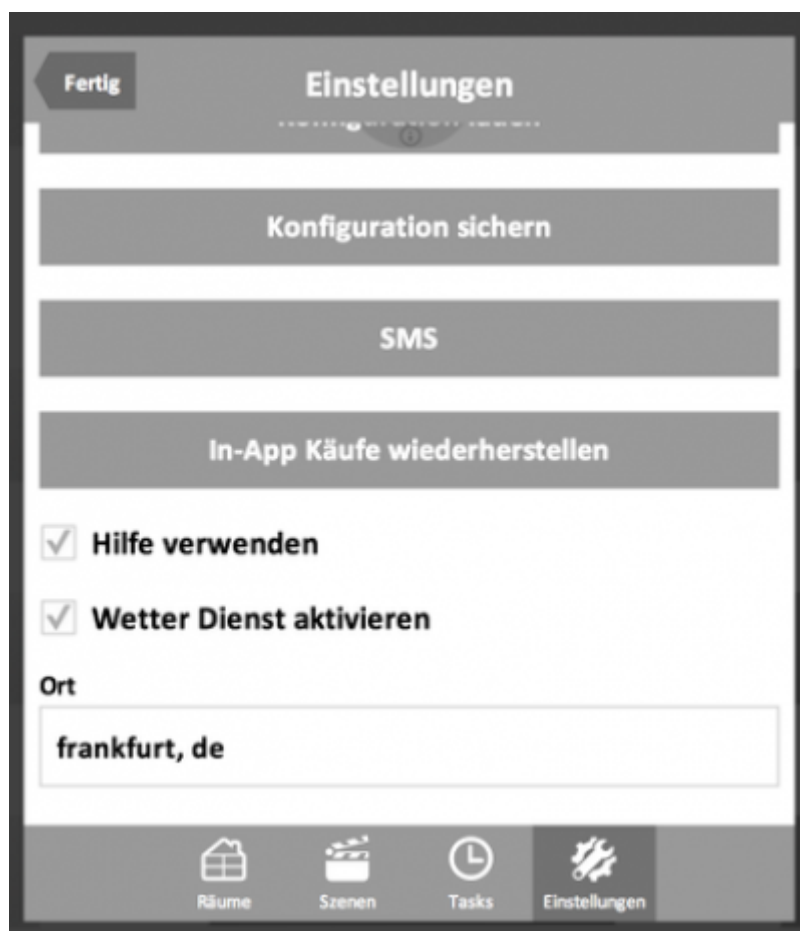 Fertig
Einstellungen
Konfiguration sichern
SMS
In-App Käufe wiederherstellen
Hilfe verwenden
Wetter Dienst aktivieren
Ort
frankfurt, de
Räume
Szenen
Tasks
Einstellungen